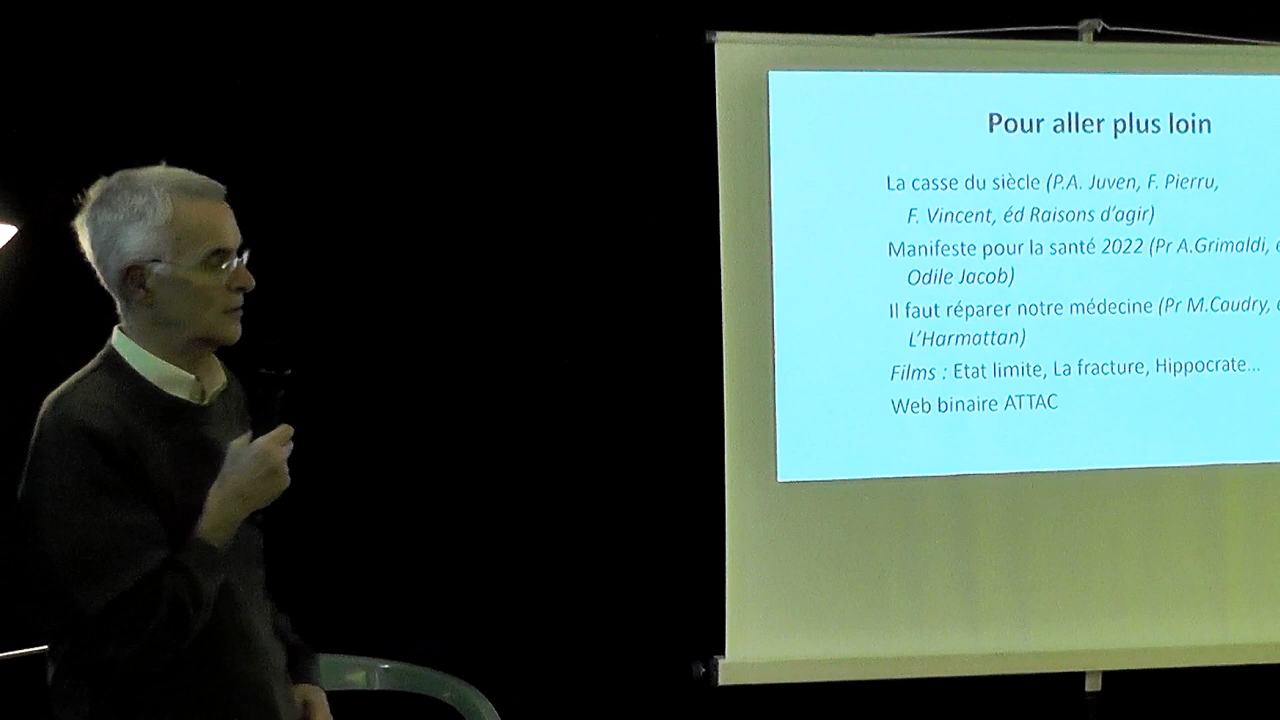 Pour aller plus loin
La casse du siècle (P.A. Juven, F. Pierru,
F. Vincent, éd Raisons d'agir)
Manifeste pour la santé 2022 (Pr A.Grimaldi,
Odile Jacob)
Il faut réparer notre médecine (Pr M.Caudry,
L'Harmattan)
Films : Etat limite, La fracture, Hippocrate...
Web binaire ATTAC